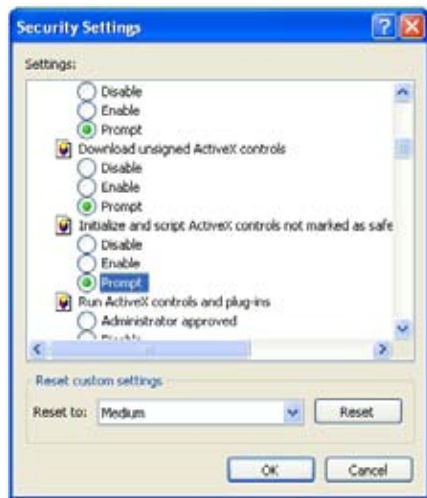 Security Settings
Settings:
Disable
Enable
Prompt
Download unsigned ActiveX controls
Disable
Enable
Prompt
Initialize and script ActiveX controls not marked as safe
Disable
Enable
Prompt
Run ActiveX controls and plug-ins
Administrator approved
Disable
Reset custom settings
Reset to: Medium Reset
OK Cancel